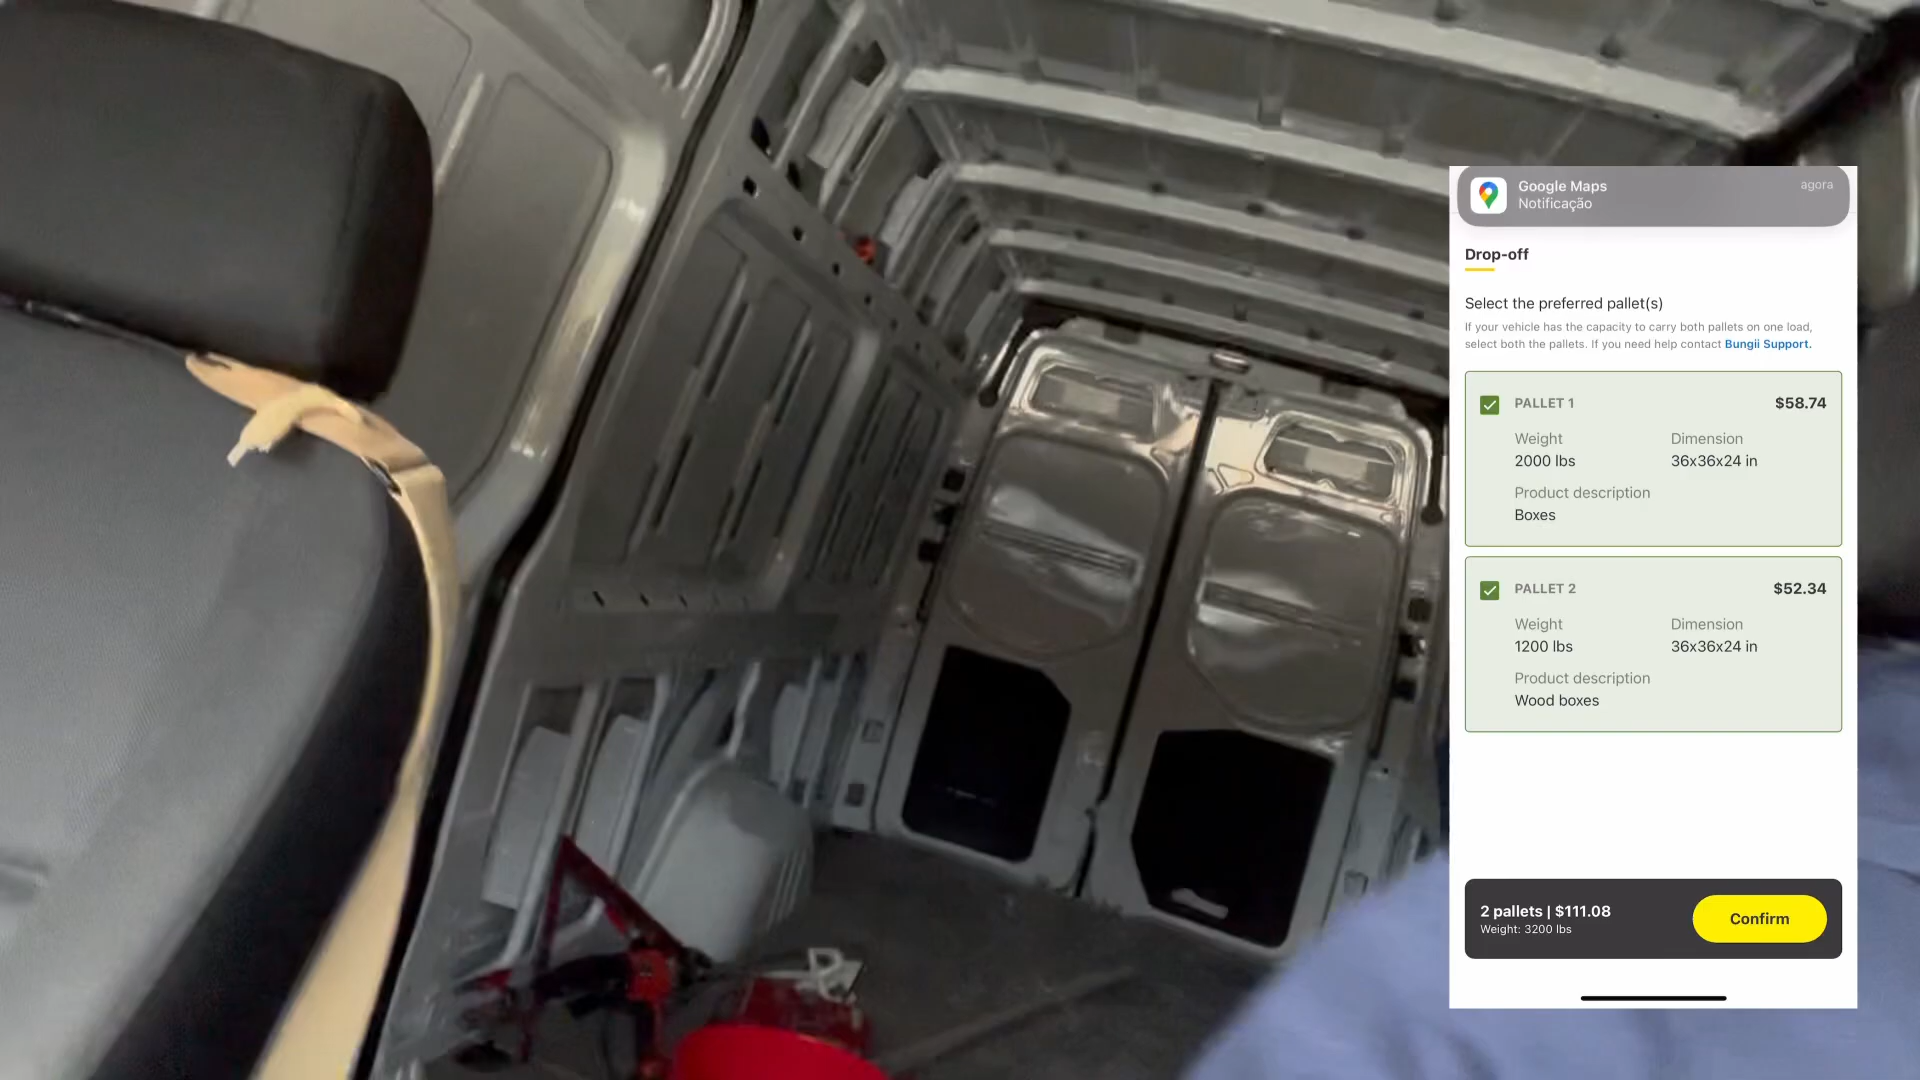 Google Maps
agora
Notificação
Drop-off
Select the preferred pallet(s)
If your vehicle has the capacity to carry both pallets on one load,
select both the pallets. If you need help contact Bungii Support.
PALLET 1
$58.74
Weight
Dimension
2000 lbs
36x36x24 in
Product description
Boxes
PALLET 2
$52.34
Weight
Dimension
1200 lbs
36x36x24 in
Product description
Wood boxes
2 pallets | $111.08
Weight: 3200 lbs
Confirm